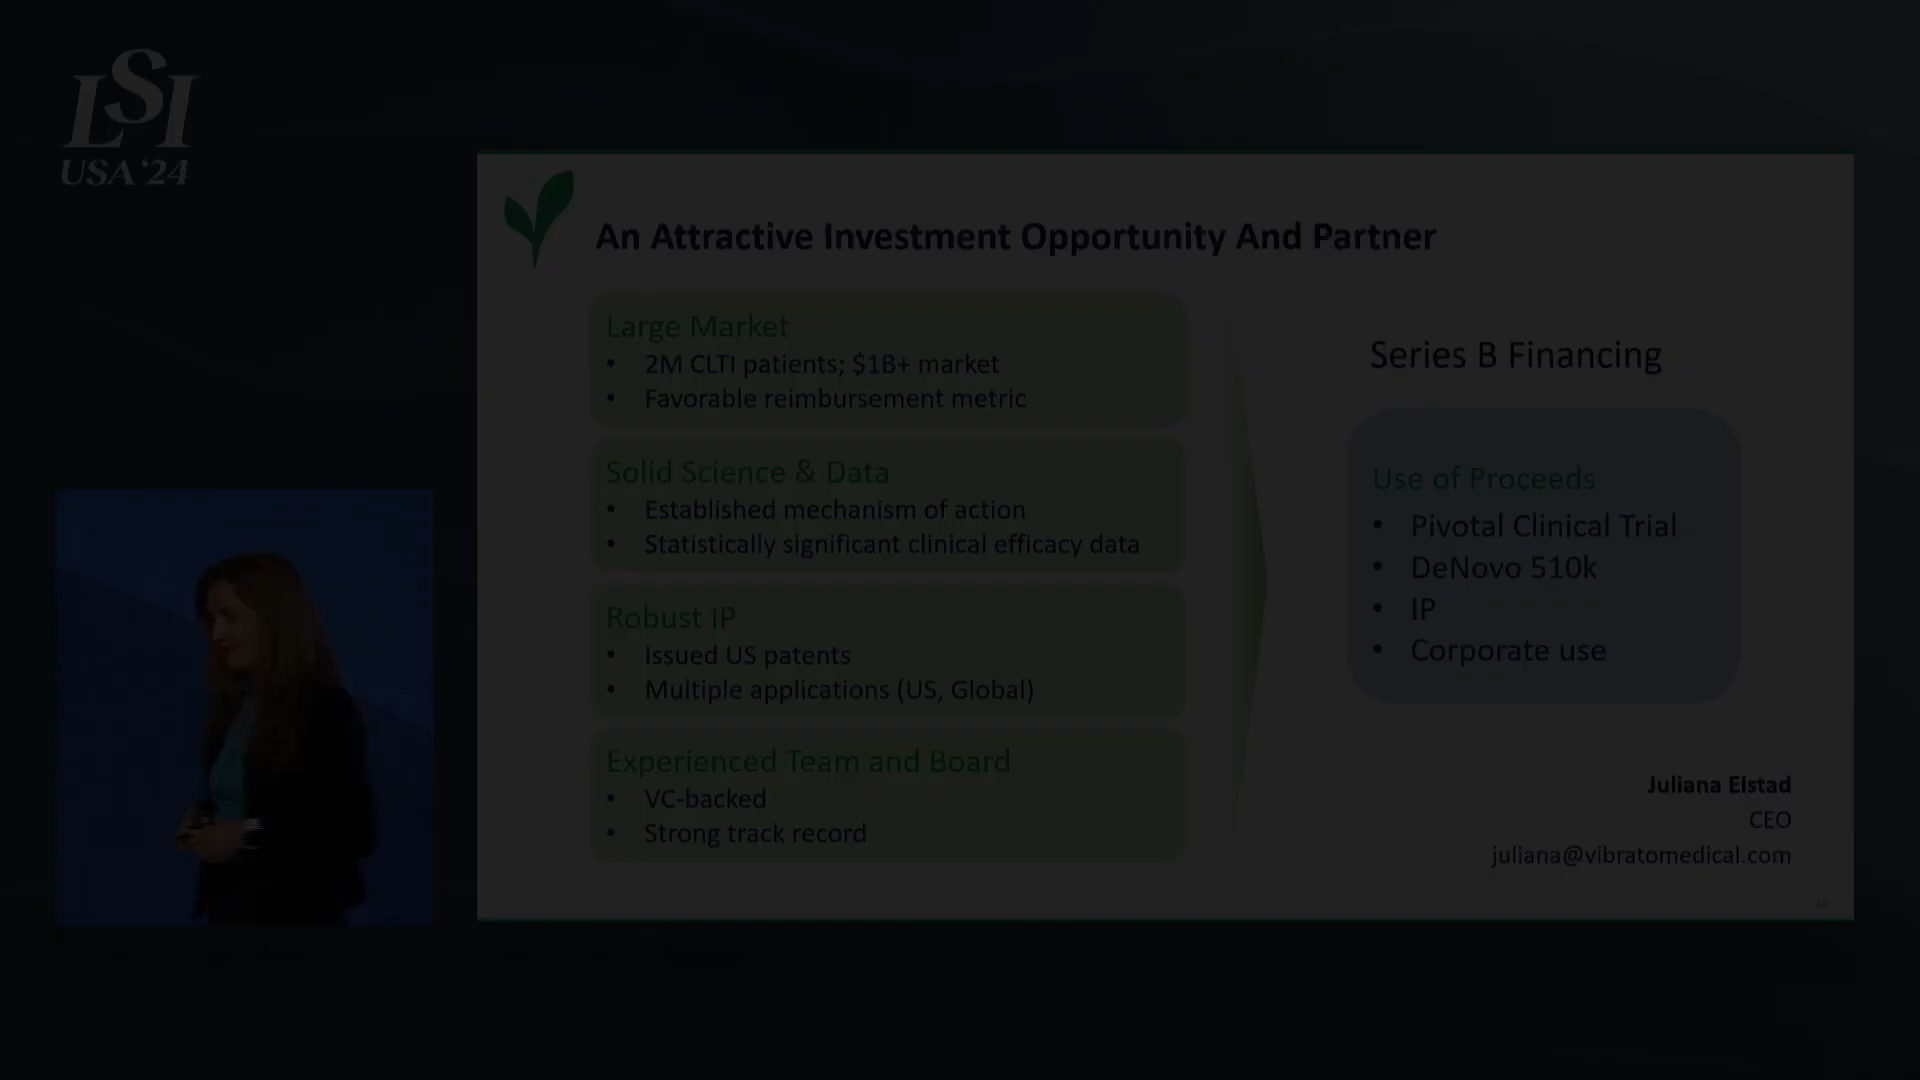 LSI
USA '24
An Attractive Investment Opportunity And Partner
Large Market
• 2M CLTI patients; $1B+ market
• Favorable reimbursement metric
Solid Science & Data
• Established mechanism of action
• Statistically significant clinical efficacy data
Robust IP
• Issued US patents
• Multiple applications (US, Global)
Experienced Team and Board
• VC-backed
• Strong track record
Series B Financing
Use of Proceeds
• Pivotal Clinical Trial
• DeNovo 510k
• IP
• Corporate use
Juliana Elstad
CEO
juliana@vibratomedical.com